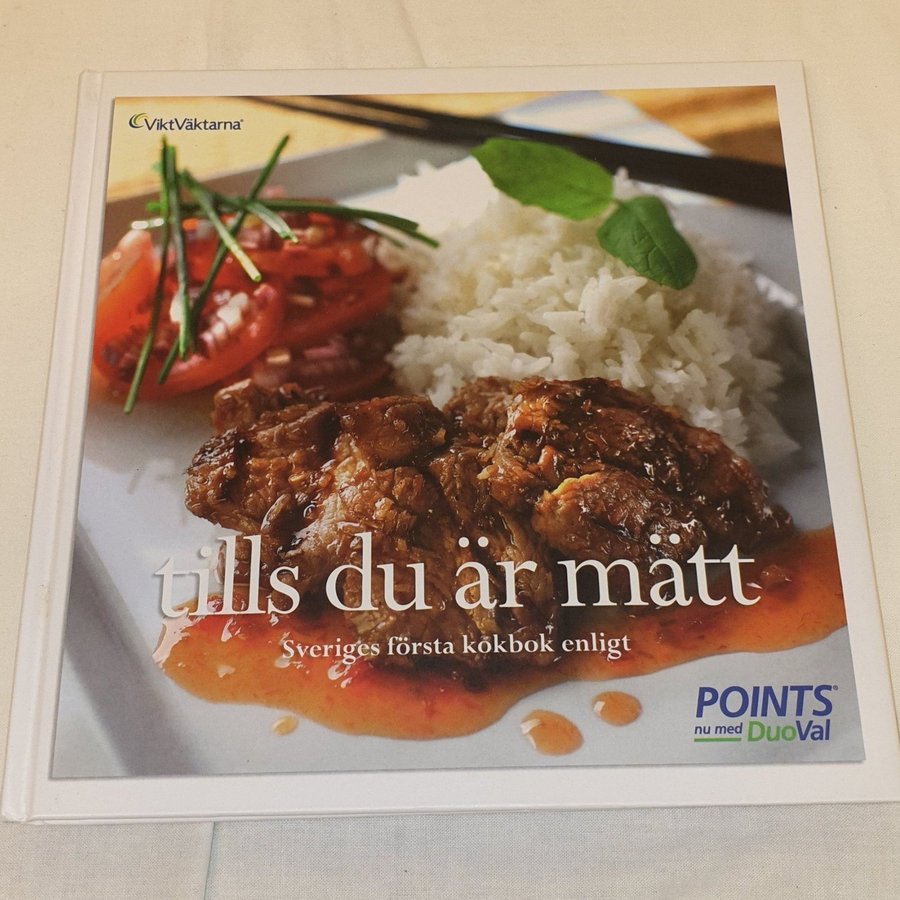 ViktVäktarna®
tills du är mätt
Sveriges första kokbok enligt
POINTS®
nu med DuoVal